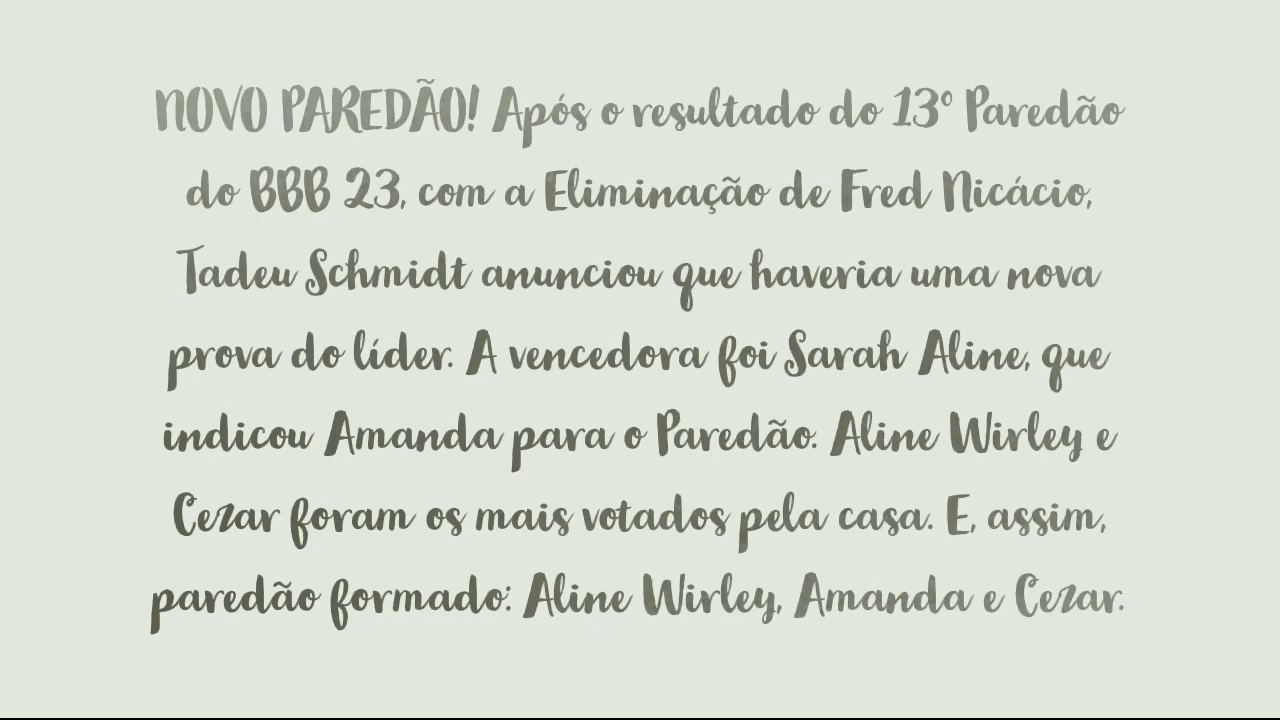 NOVO PAREDÃO! Após o resultado do 13º Paredão
do BBB 23, com a Eliminação de Fred Nicácio,
Tadeu Schmidt anunciou que haveria uma nova
prova do líder. A vencedora foi Sarah Aline, que
indicou Amanda para o Paredão. Aline Wirley e
Cezar foram os mais votados pela casa. E, assim,
paredão formado: Aline Wirley, Amanda e Cezar.